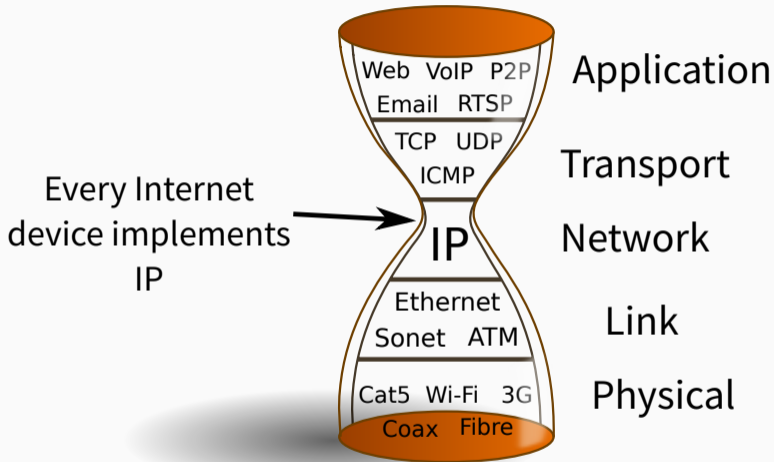 Web VoIP P2P
Email RTSP
Application
TCP UDP
ICMP
Transport
Every Internet
device implements
IP
IP
Network
Ethernet
Sonet ATM
Link
Cat5 Wi-Fi 3G
Coax Fibre
Physical